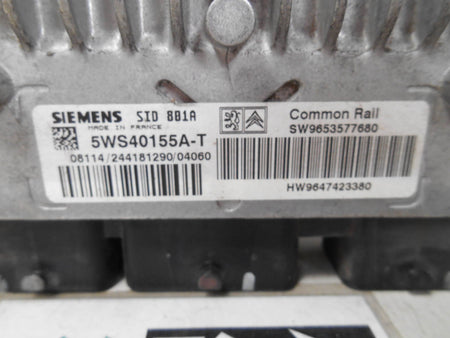 SIEMENS SID 801A
MADE IN FRANCE
5WS40155A-T
08114/244181290/04060
Common Rail
SW9653577680
HW9647423380